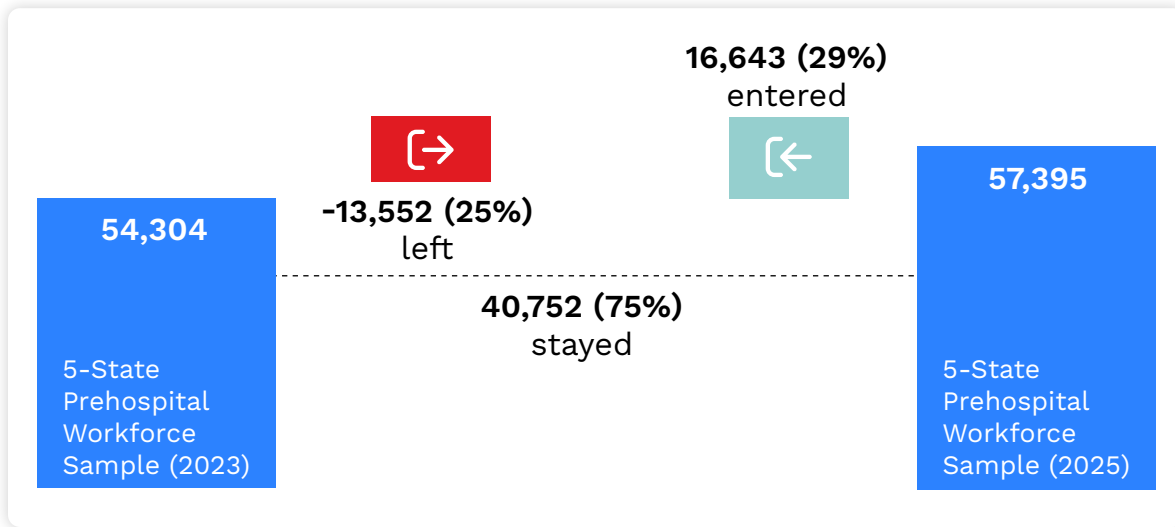 16,643 (29%)
entered
57,395
54,304
-13,552 (25%)
left
40,752 (75%)
stayed
5-State
Prehospital
Workforce
Sample (2023)
5-State
Prehospital
Workforce
Sample (2025)